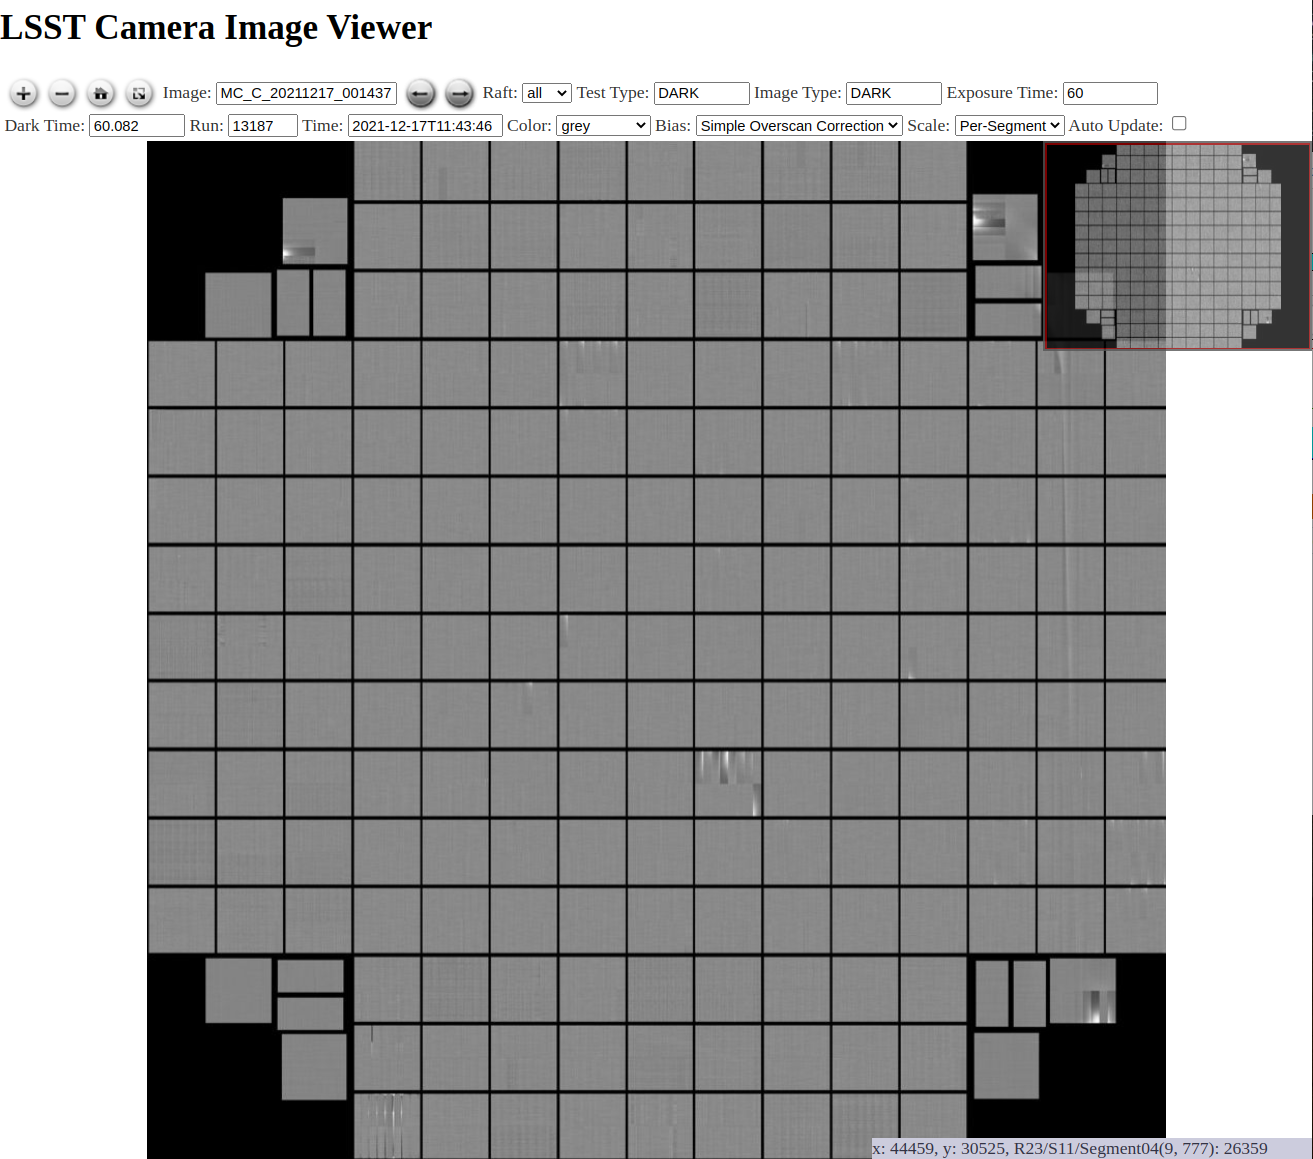 LSST Camera Image Viewer
Image: MC_C_20211217_001437 Raft: all Test Type: DARK Image Type: DARK Exposure Time: 60
Dark Time: 60.082 Run: 13187 Time: 2021-12-17T11:43:46 Color: grey Bias: Simple Overscan Correction Scale: Per-Segment Auto Update:
x: 44459, y: 30525, R23/S11/Segment04(9, 777): 26359